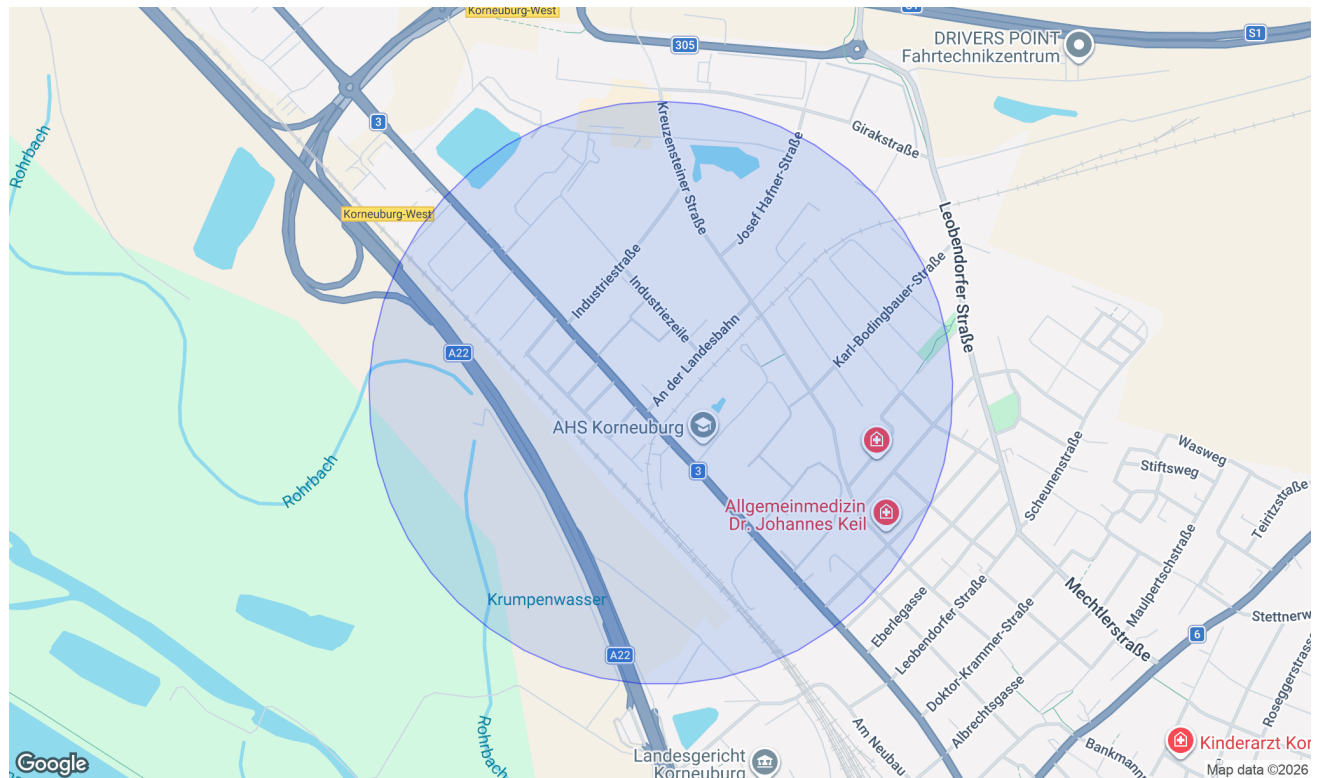 Korneuburg-West
S1
S1
305
DRIVERS POINT
Fahrtechnikzentrum
3
Rohrbach
Kreuzensteiner Straße
Girakstraße
Josef Hafner-Straße
Korneuburg-West
Leobendorfer Straße
Industriestraße
Industriezeile
An der Landesbahn
Karl-Bodingbauer-Straße
A22
AHS Korneuburg
3
Rohrbach
Scheunenstraße
Wasweg
Stiftsweg
Teiritzstraße
Allgemeinmedizin
Dr. Johannes Keil
Maulpertschstraße
Mechtlerstraße
Krumpenwasser
Eberlegasse
Leobendorfer Straße
Doktor-Krammer-Straße
Albrechtsgasse
6
Stettnerw
Roseggerstrass
A22
Rohrbach
Am Neubau
Bankmann
Kinderarzt Kor
Landesgericht
Korneuburg
Google
Map data ©2026